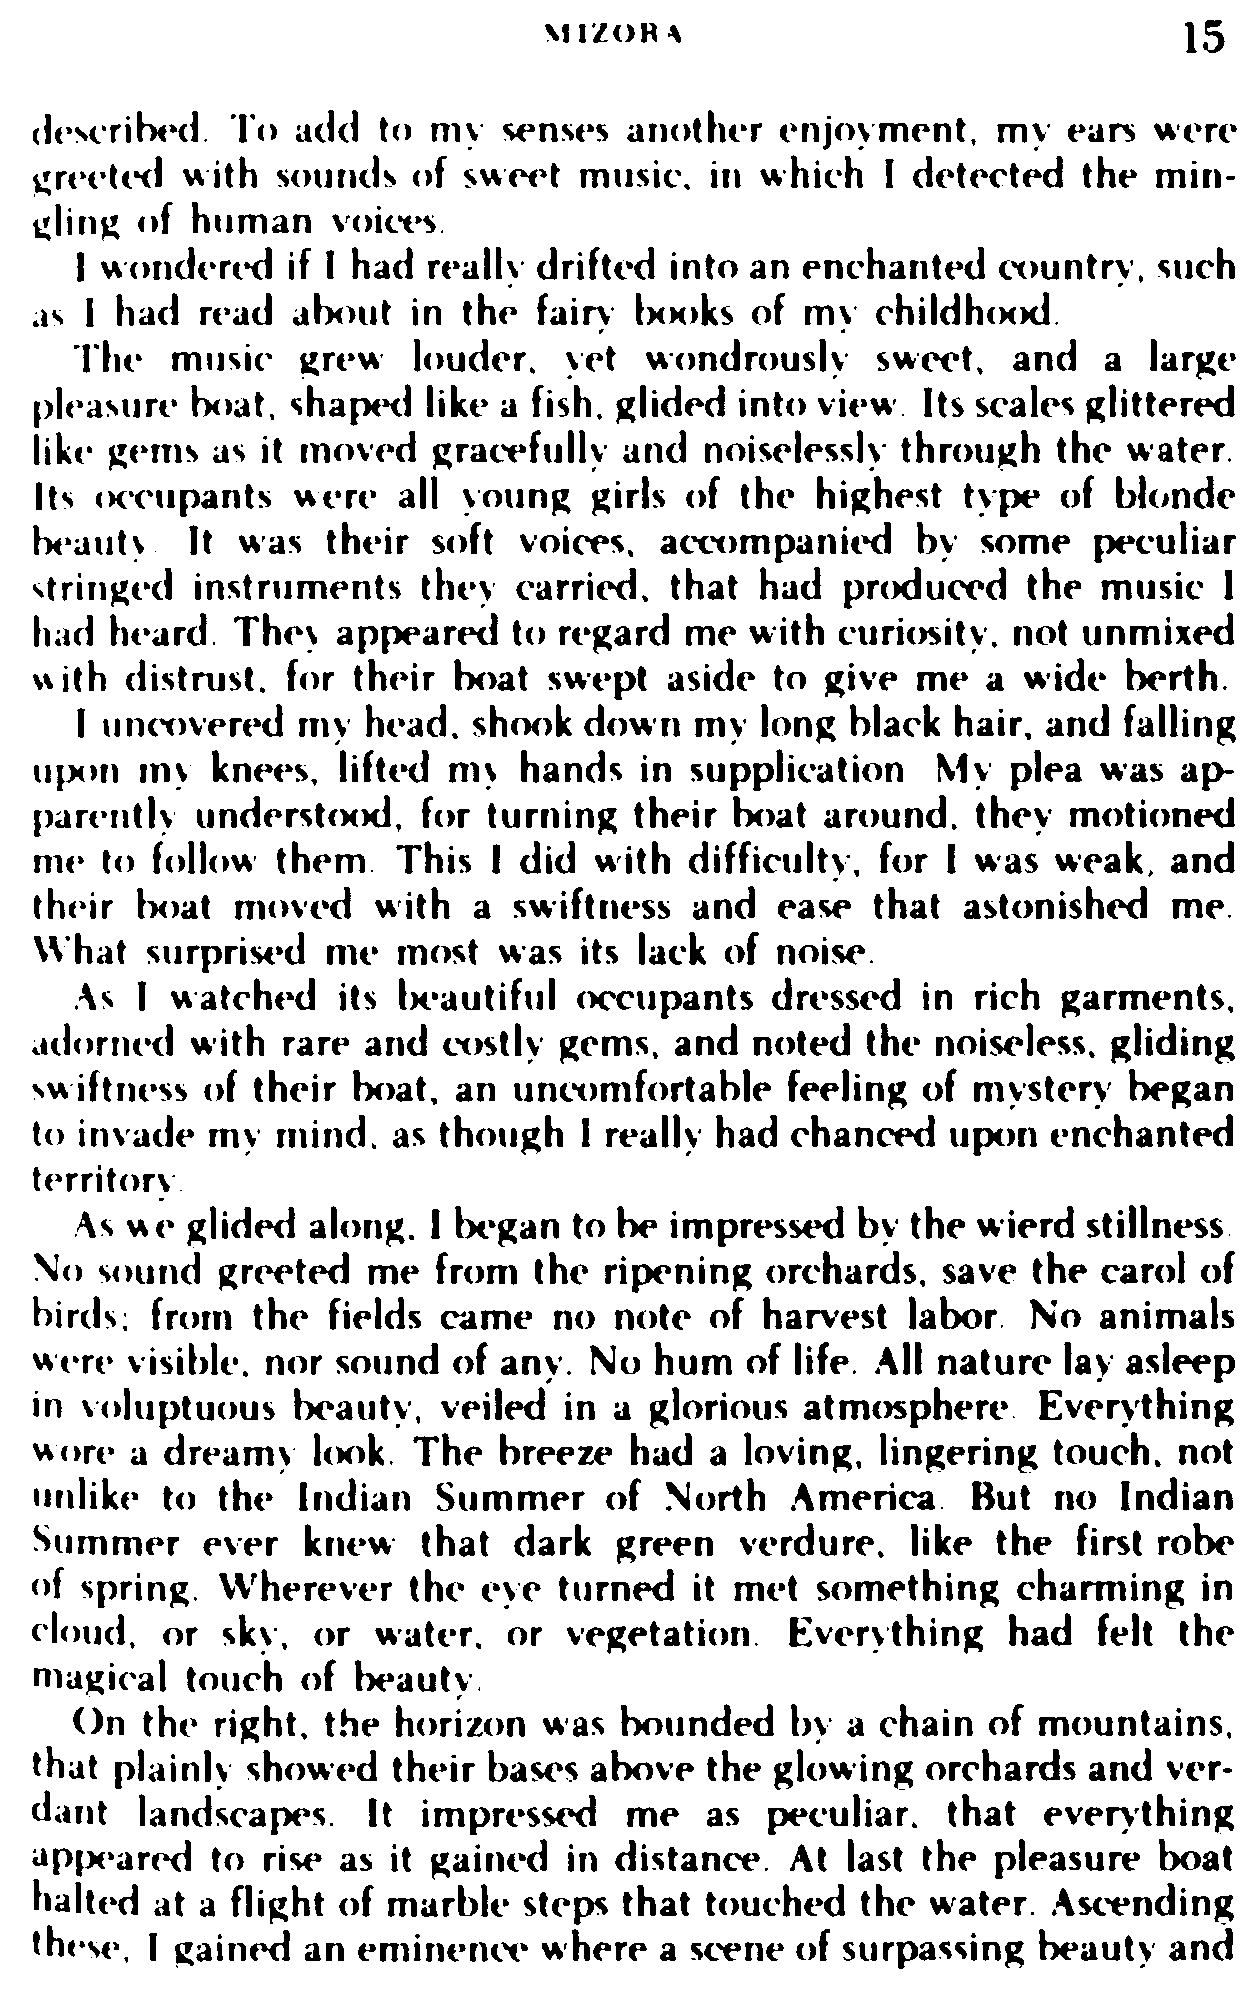 MIZORA 15
described. To add to my senses another enjoyment, my ears were
greeted with sounds of sweet music, in which I detected the min-
gling of human voices.
I wondered if I had really drifted into an enchanted country, such
as I had read about in the fairy books of my childhood.
The music grew louder, yet wondrously sweet, and a large
pleasure boat, shaped like a fish, glided into view. Its scales glittered
like gems as it moved gracefully and noiselessly through the water.
Its occupants were all young girls of the highest type of blonde
beauty. It was their soft voices, accompanied by some peculiar
stringed instruments they carried, that had produced the music I
had heard. They appeared to regard me with curiosity, not unmixed
with distrust, for their boat swept aside to give me a wide berth.
I uncovered my head, shook down my long black hair, and falling
upon my knees, lifted my hands in supplication. My plea was ap-
parently understood, for turning their boat around, they motioned
me to follow them. This I did with difficulty, for I was weak, and
their boat moved with a swiftness and ease that astonished me.
What surprised me most was its lack of noise.
As I watched its beautiful occupants dressed in rich garments,
adorned with rare and costly gems, and noted the noiseless, gliding
swiftness of their boat, an uncomfortable feeling of mystery began
to invade my mind, as though I really had chanced upon enchanted
territory.
As we glided along, I began to be impressed by the wierd stillness.
No sound greeted me from the ripening orchards, save the carol of
birds; from the fields came no note of harvest labor. No animals
were visible, nor sound of any. No hum of life. All nature lay asleep
in voluptuous beauty, veiled in a glorious atmosphere. Everything
wore a dreamy look. The breeze had a loving, lingering touch, not
unlike to the Indian Summer of North America. But no Indian
Summer ever knew that dark green verdure, like the first robe
of spring. Wherever the eye turned it met something charming in
cloud, or sky, or water, or vegetation. Everything had felt the
magical touch of beauty.
On the right, the horizon was bounded by a chain of mountains,
that plainly showed their bases above the glowing orchards and ver-
dant landscapes. It impressed me as peculiar, that everything
appeared to rise as it gained in distance. At last the pleasure boat
halted at a flight of marble steps that touched the water. Ascending
these, I gained an eminence where a scene of surpassing beauty and